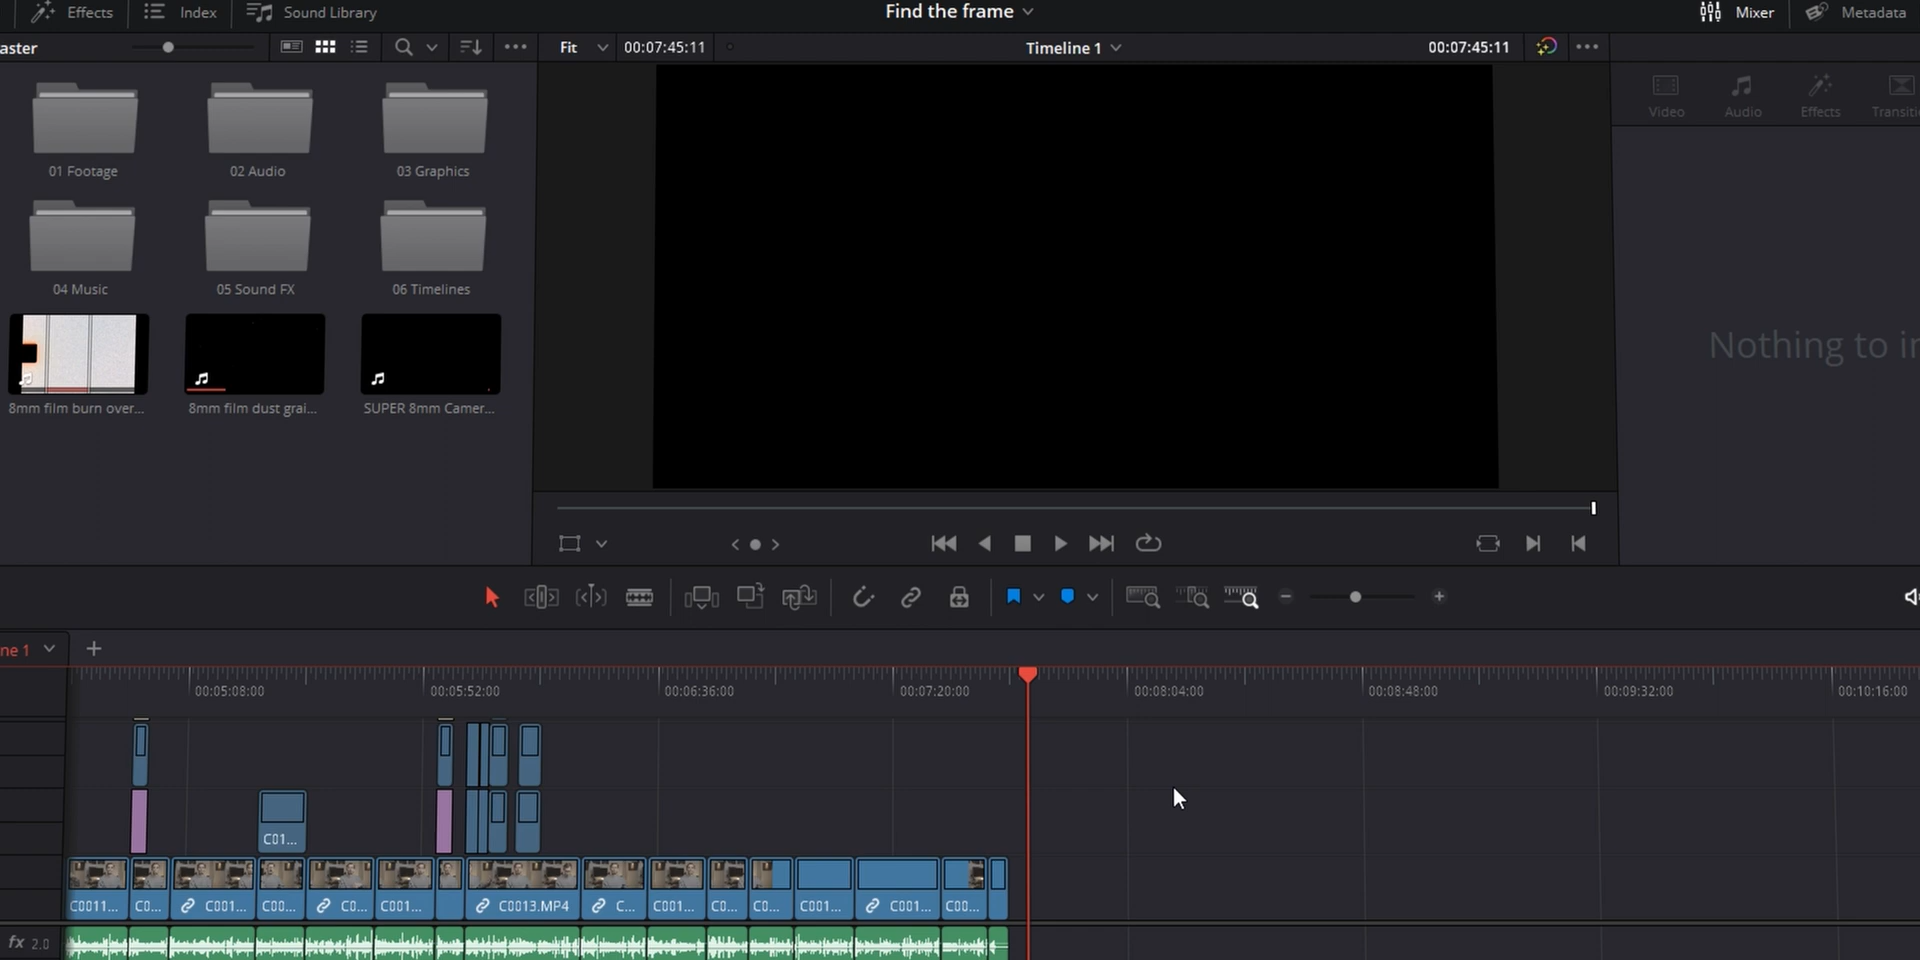 Effects Index Sound Library Find the frame Mixer Metadata
aster Fit 00:07:45:11 Timeline 1 00:07:45:11
Video Audio Effects Transiti
01 Footage 02 Audio 03 Graphics
04 Music 05 Sound FX 06 Timelines
Nothing to in
8mm film burn over... 8mm film dust grai... SUPER 8mm Camer...
ne 1
00:05:08:00 00:05:52:00 00:06:36:00 00:07:20:00 00:08:04:00 00:08:48:00 00:09:32:00 00:10:16:00
C01...
C0011... C0... C001... C00... C0... C001... C0013.MP4 C... C001... C0... C0... C001... C001... C00...
fx 2.0